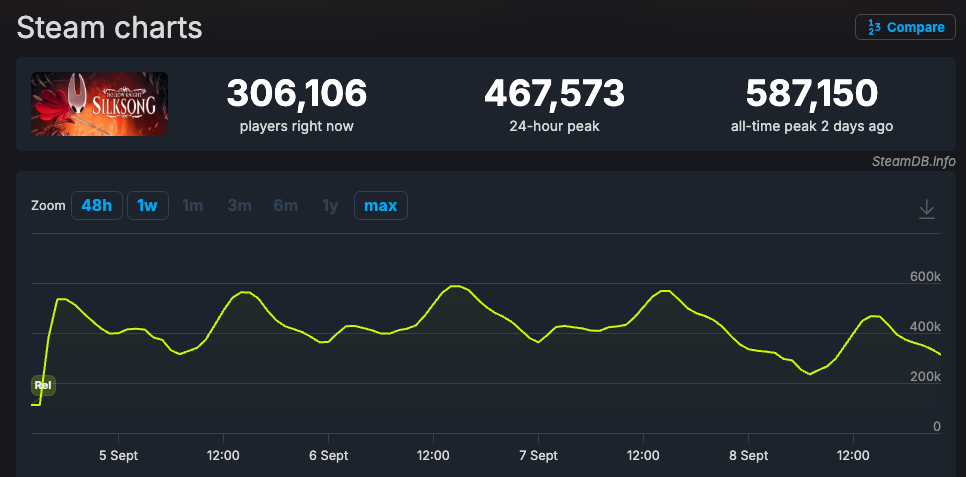 Steam charts
123 Compare
HOLLOW KNIGHT
SILKSONG
306,106
players right now
467,573
24-hour peak
587,150
all-time peak 2 days ago
SteamDB.info
Zoom 48h 1w 1m 3m 6m 1y max
600k
400k
200k
0
Rel
5 Sept 12:00 6 Sept 12:00 7 Sept 12:00 8 Sept 12:00